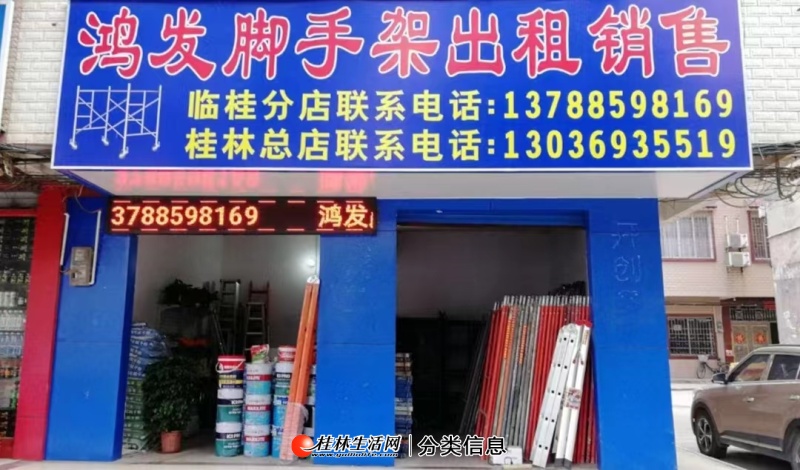 鸿发脚手架出租销售
临桂分店联系电话:13788598169
桂林总店联系电话:13036935519
3788598169 鸿发
开创
桂林生活网 | 分类信息